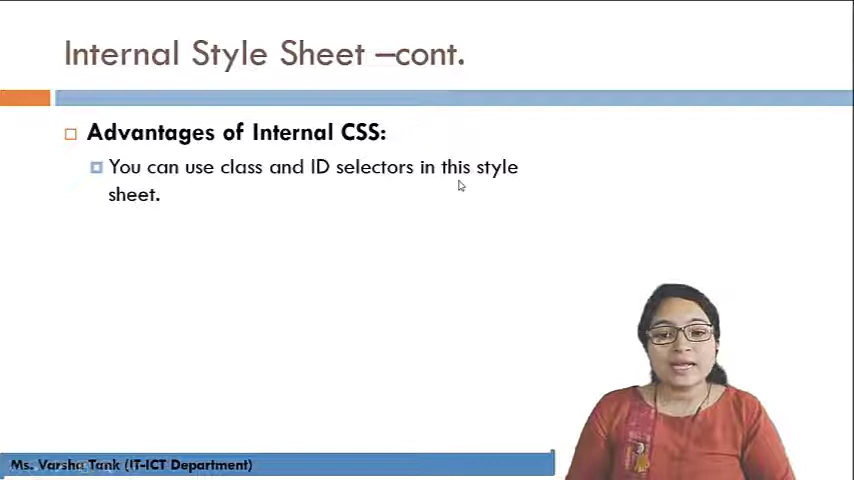 Internal Style Sheet –cont.
Advantages of Internal CSS:
You can use class and ID selectors in this style
sheet.
Ms. Varsha Tank (IT-ICT Department)